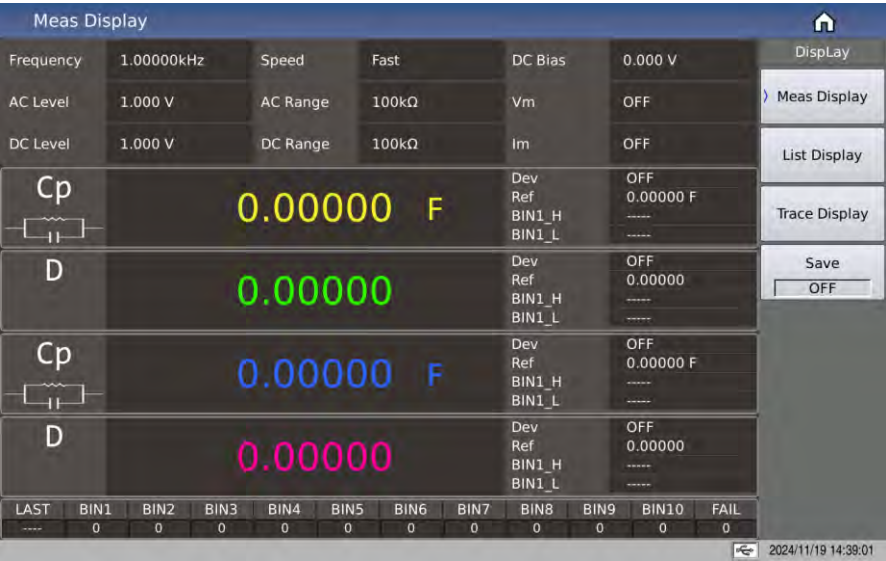 Meas Display
Frequency 1.00000kHz Speed Fast DC Bias 0.000 V
AC Level 1.000 V AC Range 100kΩ Vm OFF
DC Level 1.000 V DC Range 100kΩ Im OFF
Cp 0.00000 F
Dev OFF
Ref 0.00000 F
BIN1_H -----
BIN1_L -----
D 0.00000
Dev OFF
Ref 0.00000
BIN1_H -----
BIN1_L -----
Cp 0.00000 F
Dev OFF
Ref 0.00000 F
BIN1_H -----
BIN1_L -----
D 0.00000
Dev OFF
Ref 0.00000
BIN1_H -----
BIN1_L -----
LAST BIN1 BIN2 BIN3 BIN4 BIN5 BIN6 BIN7 BIN8 BIN9 BIN10 FAIL
---- 0 0 0 0 0 0 0 0 0 0 0
DispLay
Meas Display
List Display
Trace Display
Save
OFF
2024/11/19 14:39:01